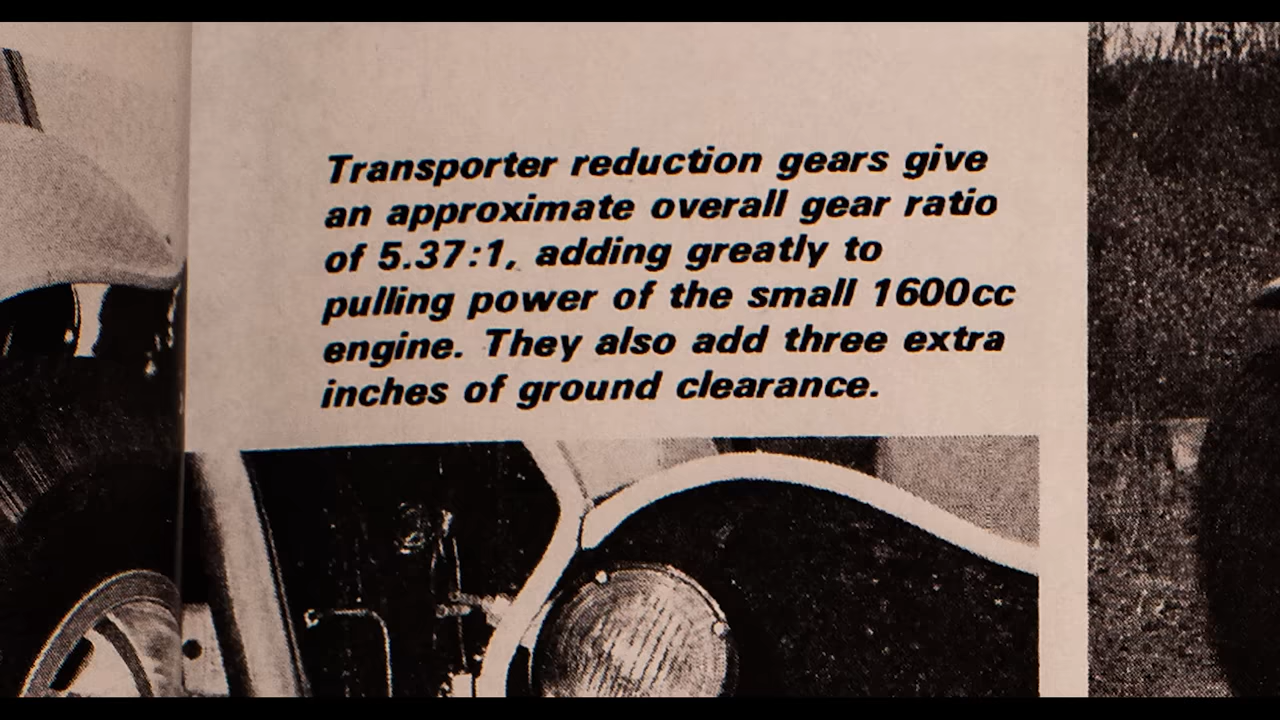 Transporter reduction gears give
an approximate overall gear ratio
of 5.37:1, adding greatly to
pulling power of the small 1600cc
engine. They also add three extra
inches of ground clearance.